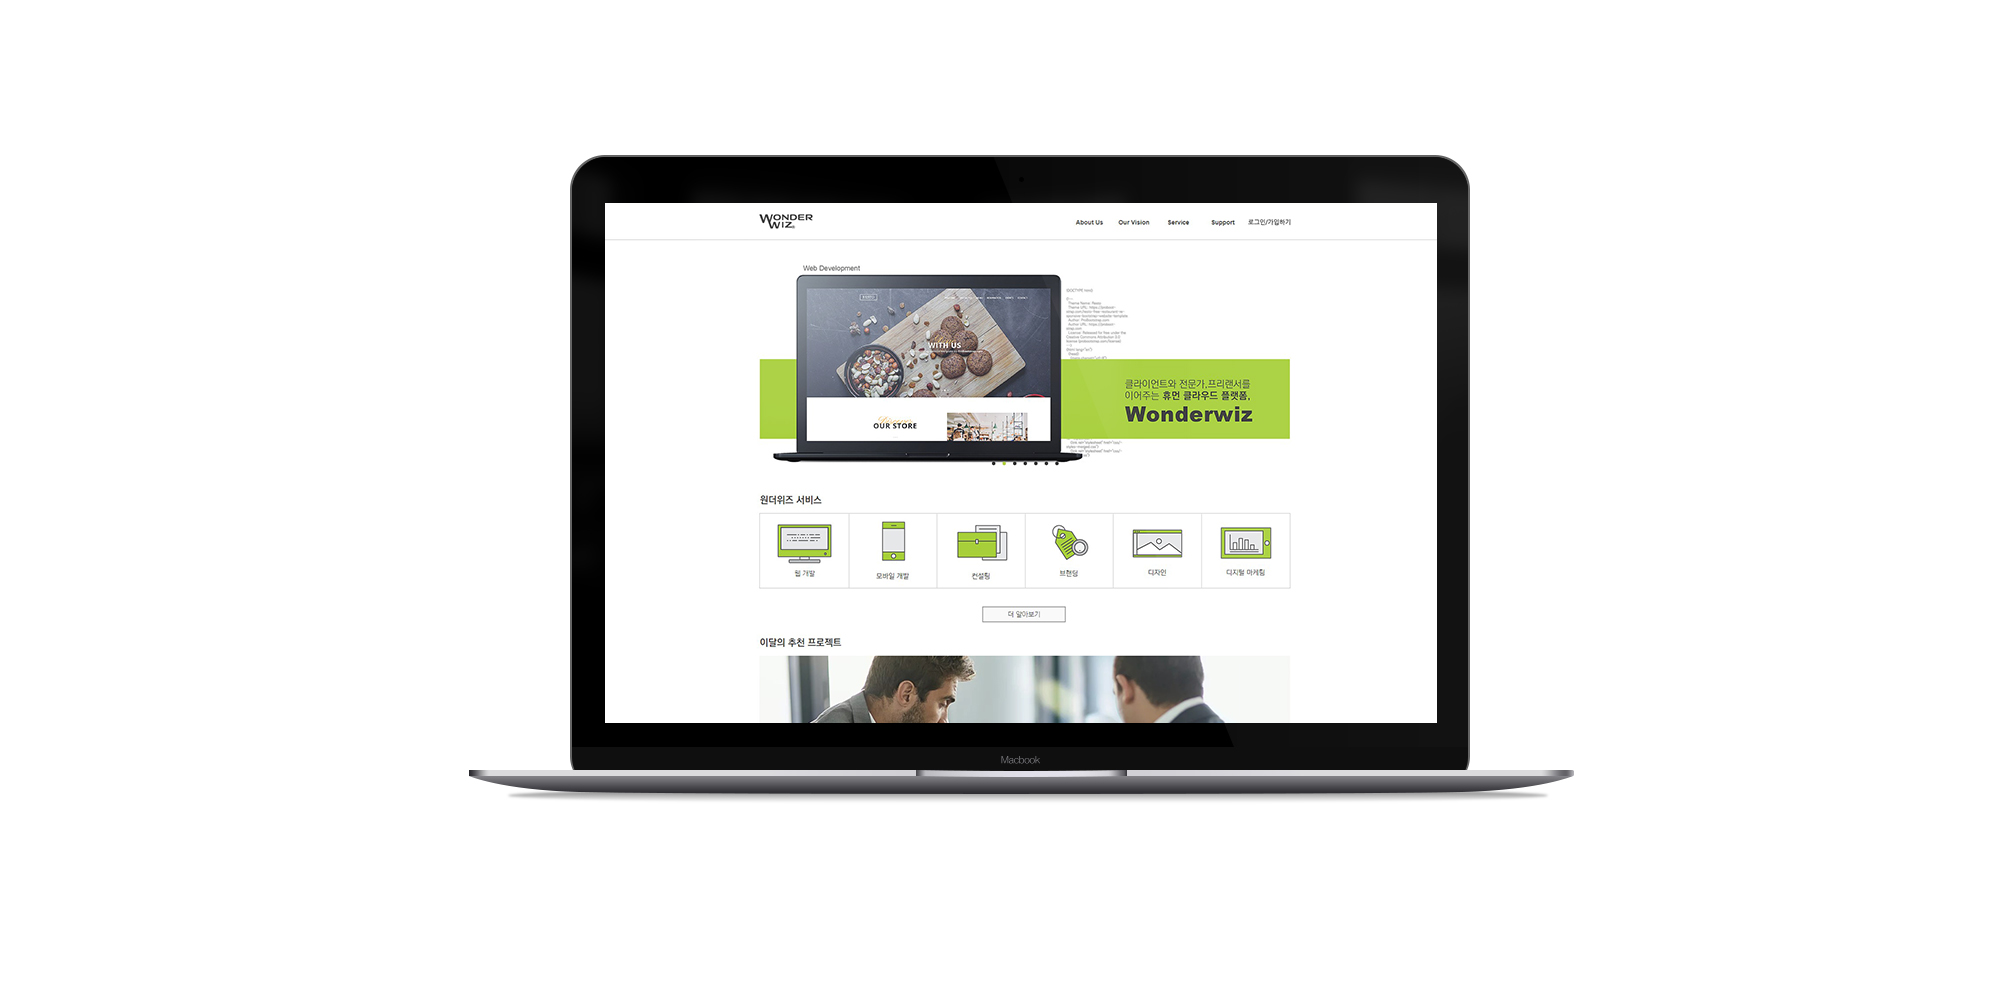 WONDER
WIZ
About Us Our Vision Service Support 로그인/가입하기
Web Development
WITH US
OUR STORE
클라이언트와 전문가,프리랜서를
이어주는 휴먼 클라우드 플랫폼,
Wonderwiz
원더위즈 서비스
웹 개발 모바일 개발 컨설팅 브랜딩 디자인 디지털 마케팅
더 알아보기
이달의 추천 프로젝트
Macbook